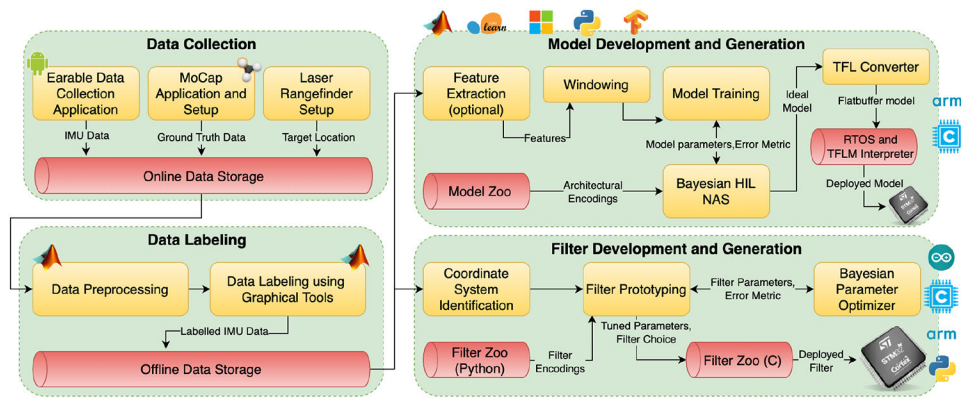 Data Collection
Earable Data
Collection
Application
MoCap
Application and
Setup
Laser
Rangefinder
Setup
IMU Data
Ground Truth Data
Target Location
Online Data Storage
Data Labeling
Data Preprocessing
Data Labeling using
Graphical Tools
Labelled IMU Data
Offline Data Storage
learn
Model Development and Generation
Feature
Extraction
(optional)
Windowing
Model Training
TFL Converter
Features
Ideal
Model
Flatbuffer model
arm
C
Model parameters,Error Metric
RTOS and
TFLM Interpreter
Model Zoo
Architectural
Encodings
Bayesian HIL
NAS
Deployed Model
STM32
Cortex
Filter Development and Generation
Coordinate
System
Identification
Filter Prototyping
Filter Parameters,
Error Metric
Bayesian
Parameter
Optimizer
C
Tuned Parameters,
Filter Choice
Filter Zoo
(Python)
Filter
Encodings
Filter Zoo (C)
Deployed
Filter
STM32
Cortex
arm